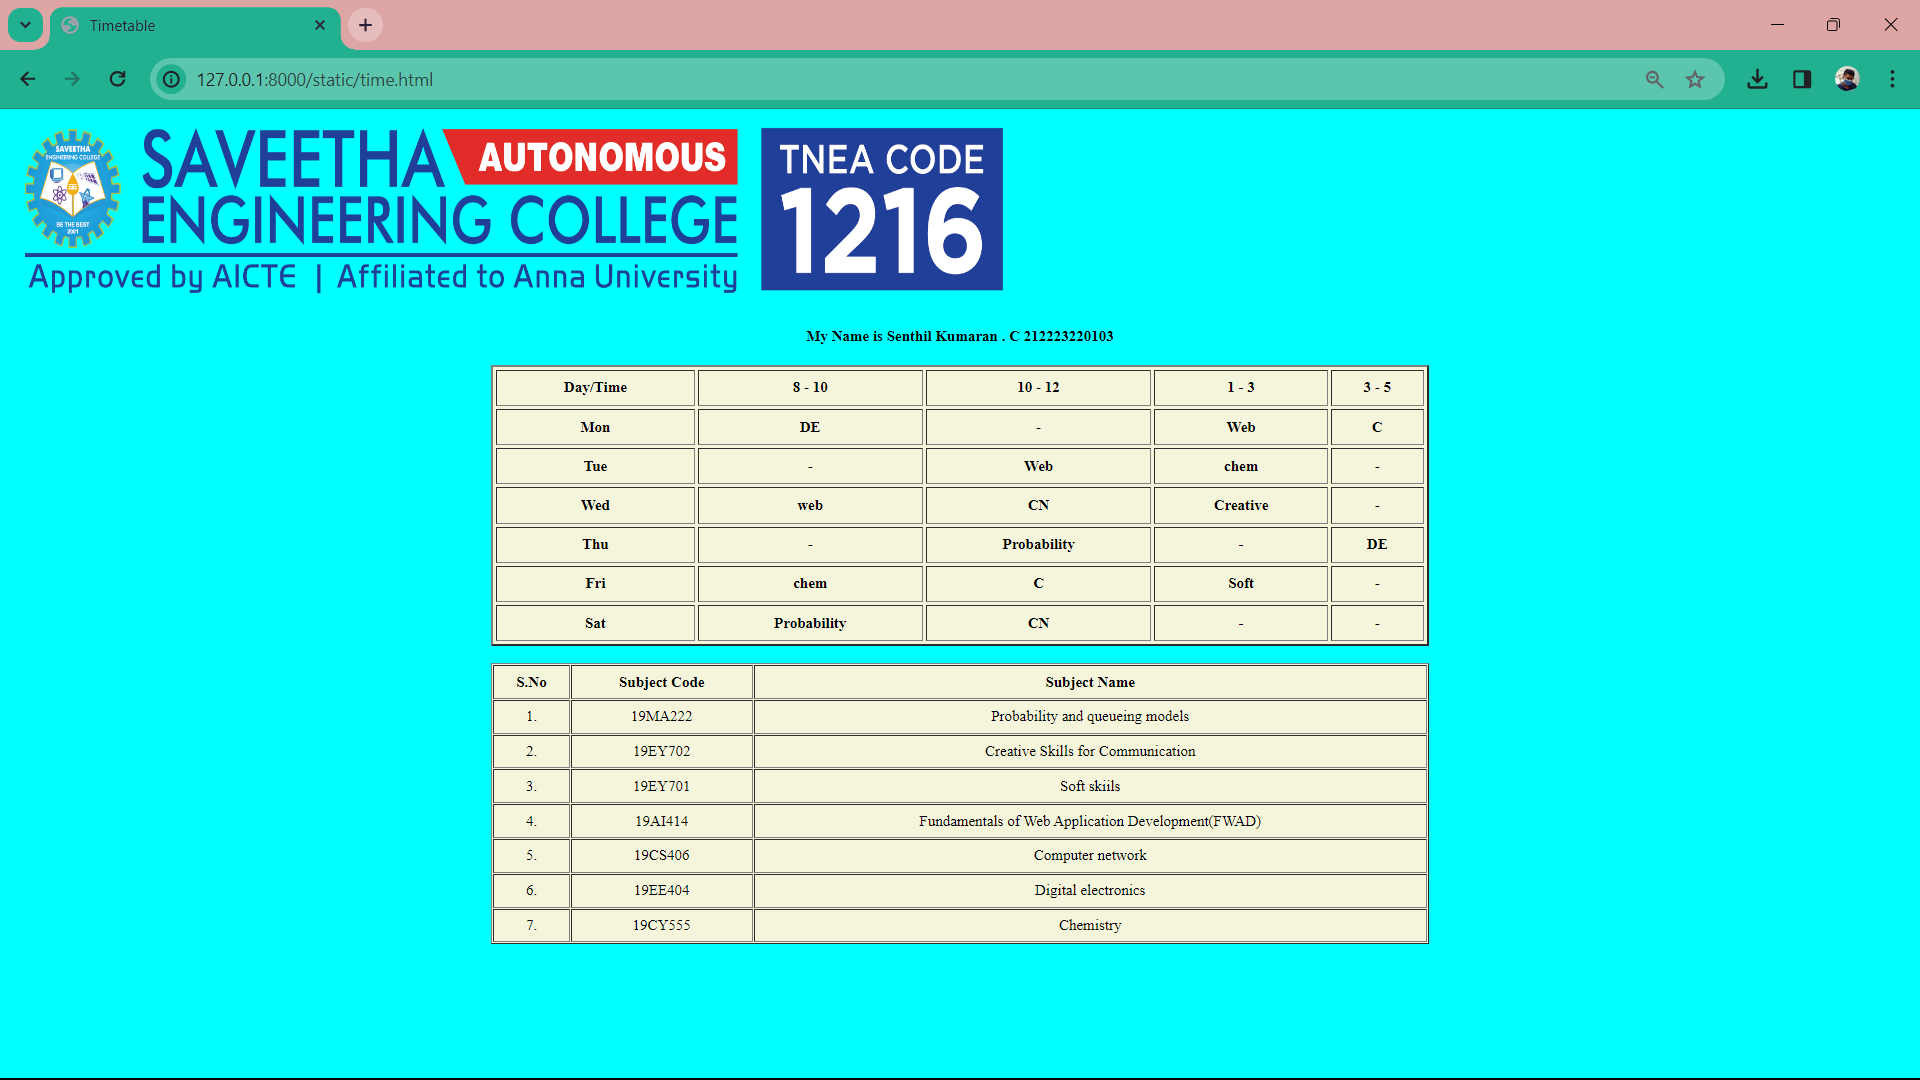 Timetable
127.0.0.1:8000/static/time.html
SAVEETHA
ENGINEERING COLLEGE
BE THE BEST
2001
SAVEETHA AUTONOMOUS
ENGINEERING COLLEGE
Approved by AICTE | Affiliated to Anna University
TNEA CODE
1216
My Name is Senthil Kumaran . C 212223220103
Day/Time 8 - 10 10 - 12 1 - 3 3 - 5
Mon DE - Web C
Tue - Web chem -
Wed web CN Creative -
Thu - Probability - DE
Fri chem C Soft -
Sat Probability CN - -
S.No Subject Code Subject Name
1. 19MA222 Probability and queueing models
2. 19EY702 Creative Skills for Communication
3. 19EY701 Soft skiils
4. 19AI414 Fundamentals of Web Application Development(FWAD)
5. 19CS406 Computer network
6. 19EE404 Digital electronics
7. 19CY555 Chemistry